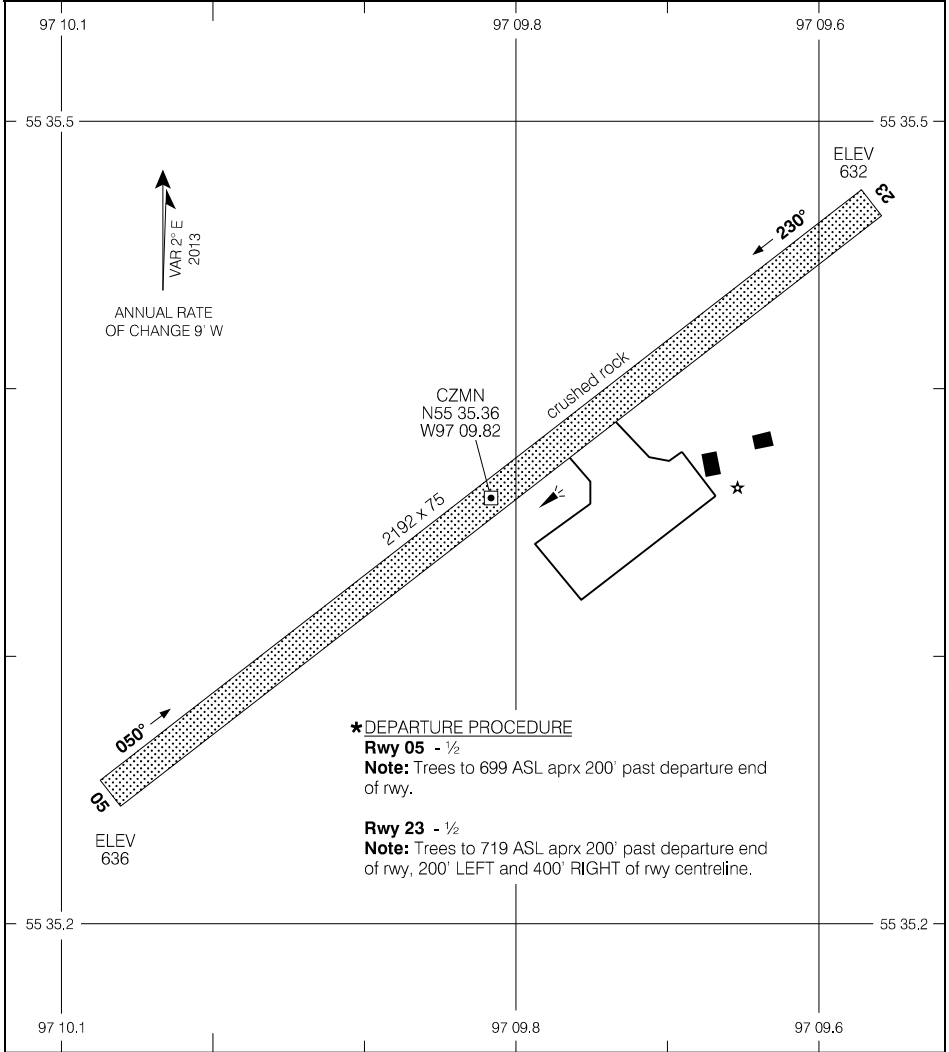 97 10.1
97 09.8
97 09.6
55 35.5
55 35.5
ELEV
632
23
230°
VAR 2° E
2013
ANNUAL RATE
OF CHANGE 9' W
crushed rock
CZMN
N55 35.36
W97 09.82
2192 x 75
050°
05
ELEV
636
★DEPARTURE PROCEDURE
Rwy 05 - ½
Note: Trees to 699 ASL aprx 200' past departure end
of rwy.
Rwy 23 - ½
Note: Trees to 719 ASL aprx 200' past departure end
of rwy, 200' LEFT and 400' RIGHT of rwy centreline.
55 35.2
55 35.2
97 10.1
97 09.8
97 09.6